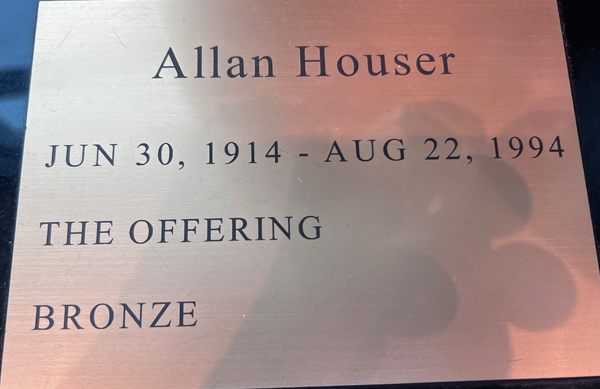 Allan Houser
JUN 30, 1914 - AUG 22, 1994
THE OFFERING
BRONZE